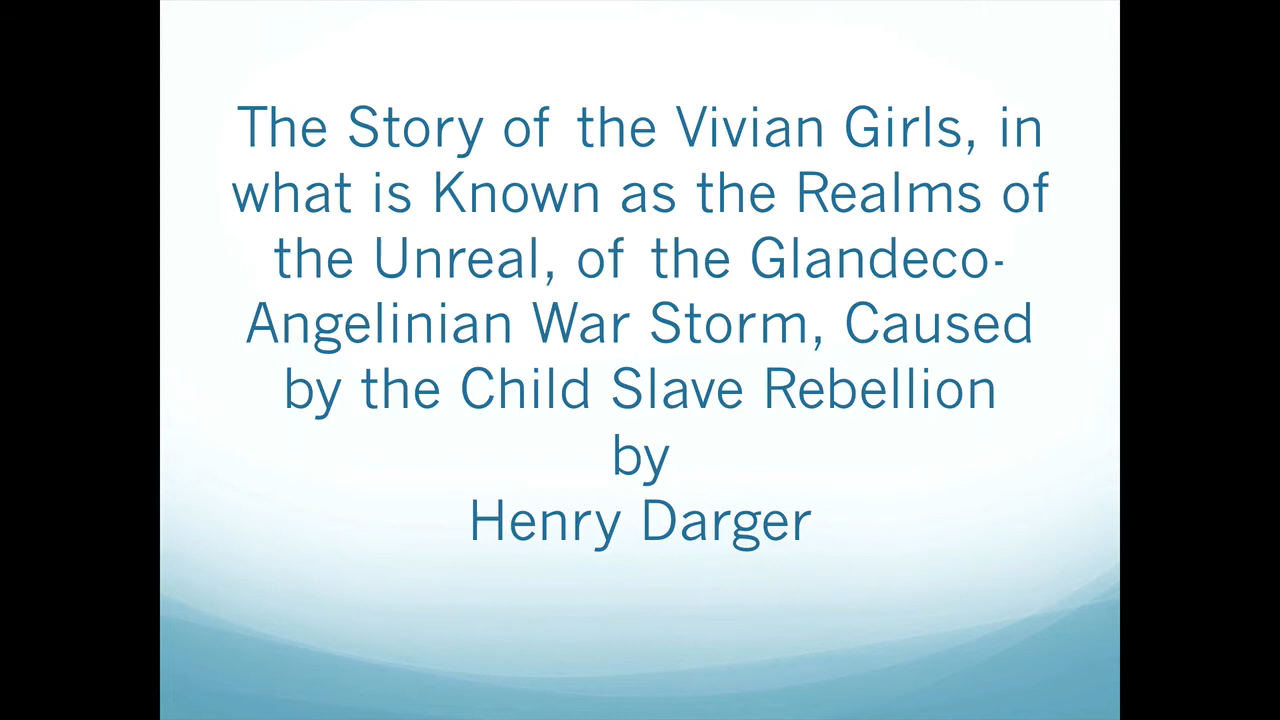 The Story of the Vivian Girls, in
what is Known as the Realms of
the Unreal, of the Glandeco-
Angelinian War Storm, Caused
by the Child Slave Rebellion
by
Henry Darger